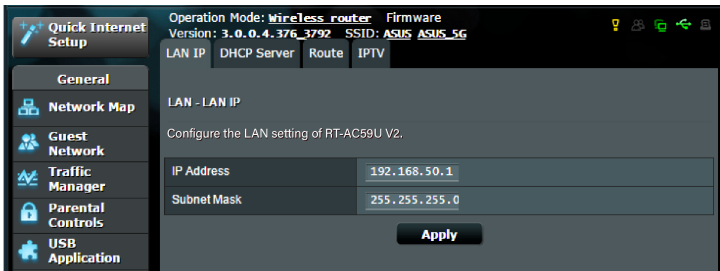 Quick Internet
Setup
General
Network Map
Guest
Network
Traffic
Manager
Parental
Controls
USB
Application
Operation Mode: Wireless router Firmware
Version: 3.0.0.4.376_3792 SSID: ASUS ASUS_5G
LAN IP DHCP Server Route IPTV
LAN - LAN IP
Configure the LAN setting of RT-AC59U V2.
IP Address 192.168.50.1
Subnet Mask 255.255.255.0
Apply